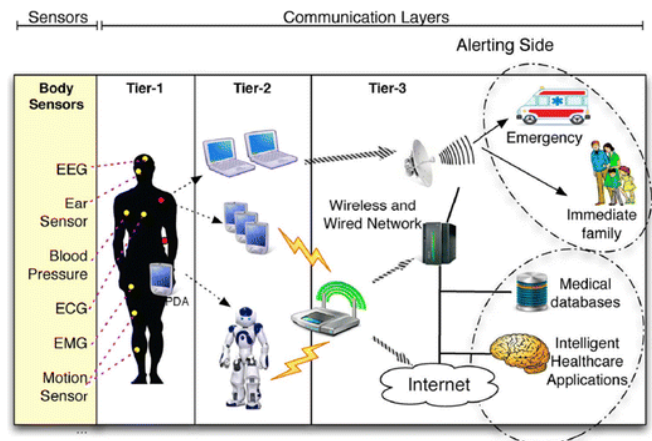 Sensors
Communication Layers
Alerting Side
Body
Sensors
Tier-1
Tier-2
Tier-3
EEG
Ear
Sensor
Blood
Pressure
ECG
EMG
Motion
Sensor
...
PDA
Wireless and
Wired Network
Internet
Emergency
Immediate
family
Medical
databases
Intelligent
Healthcare
Applications